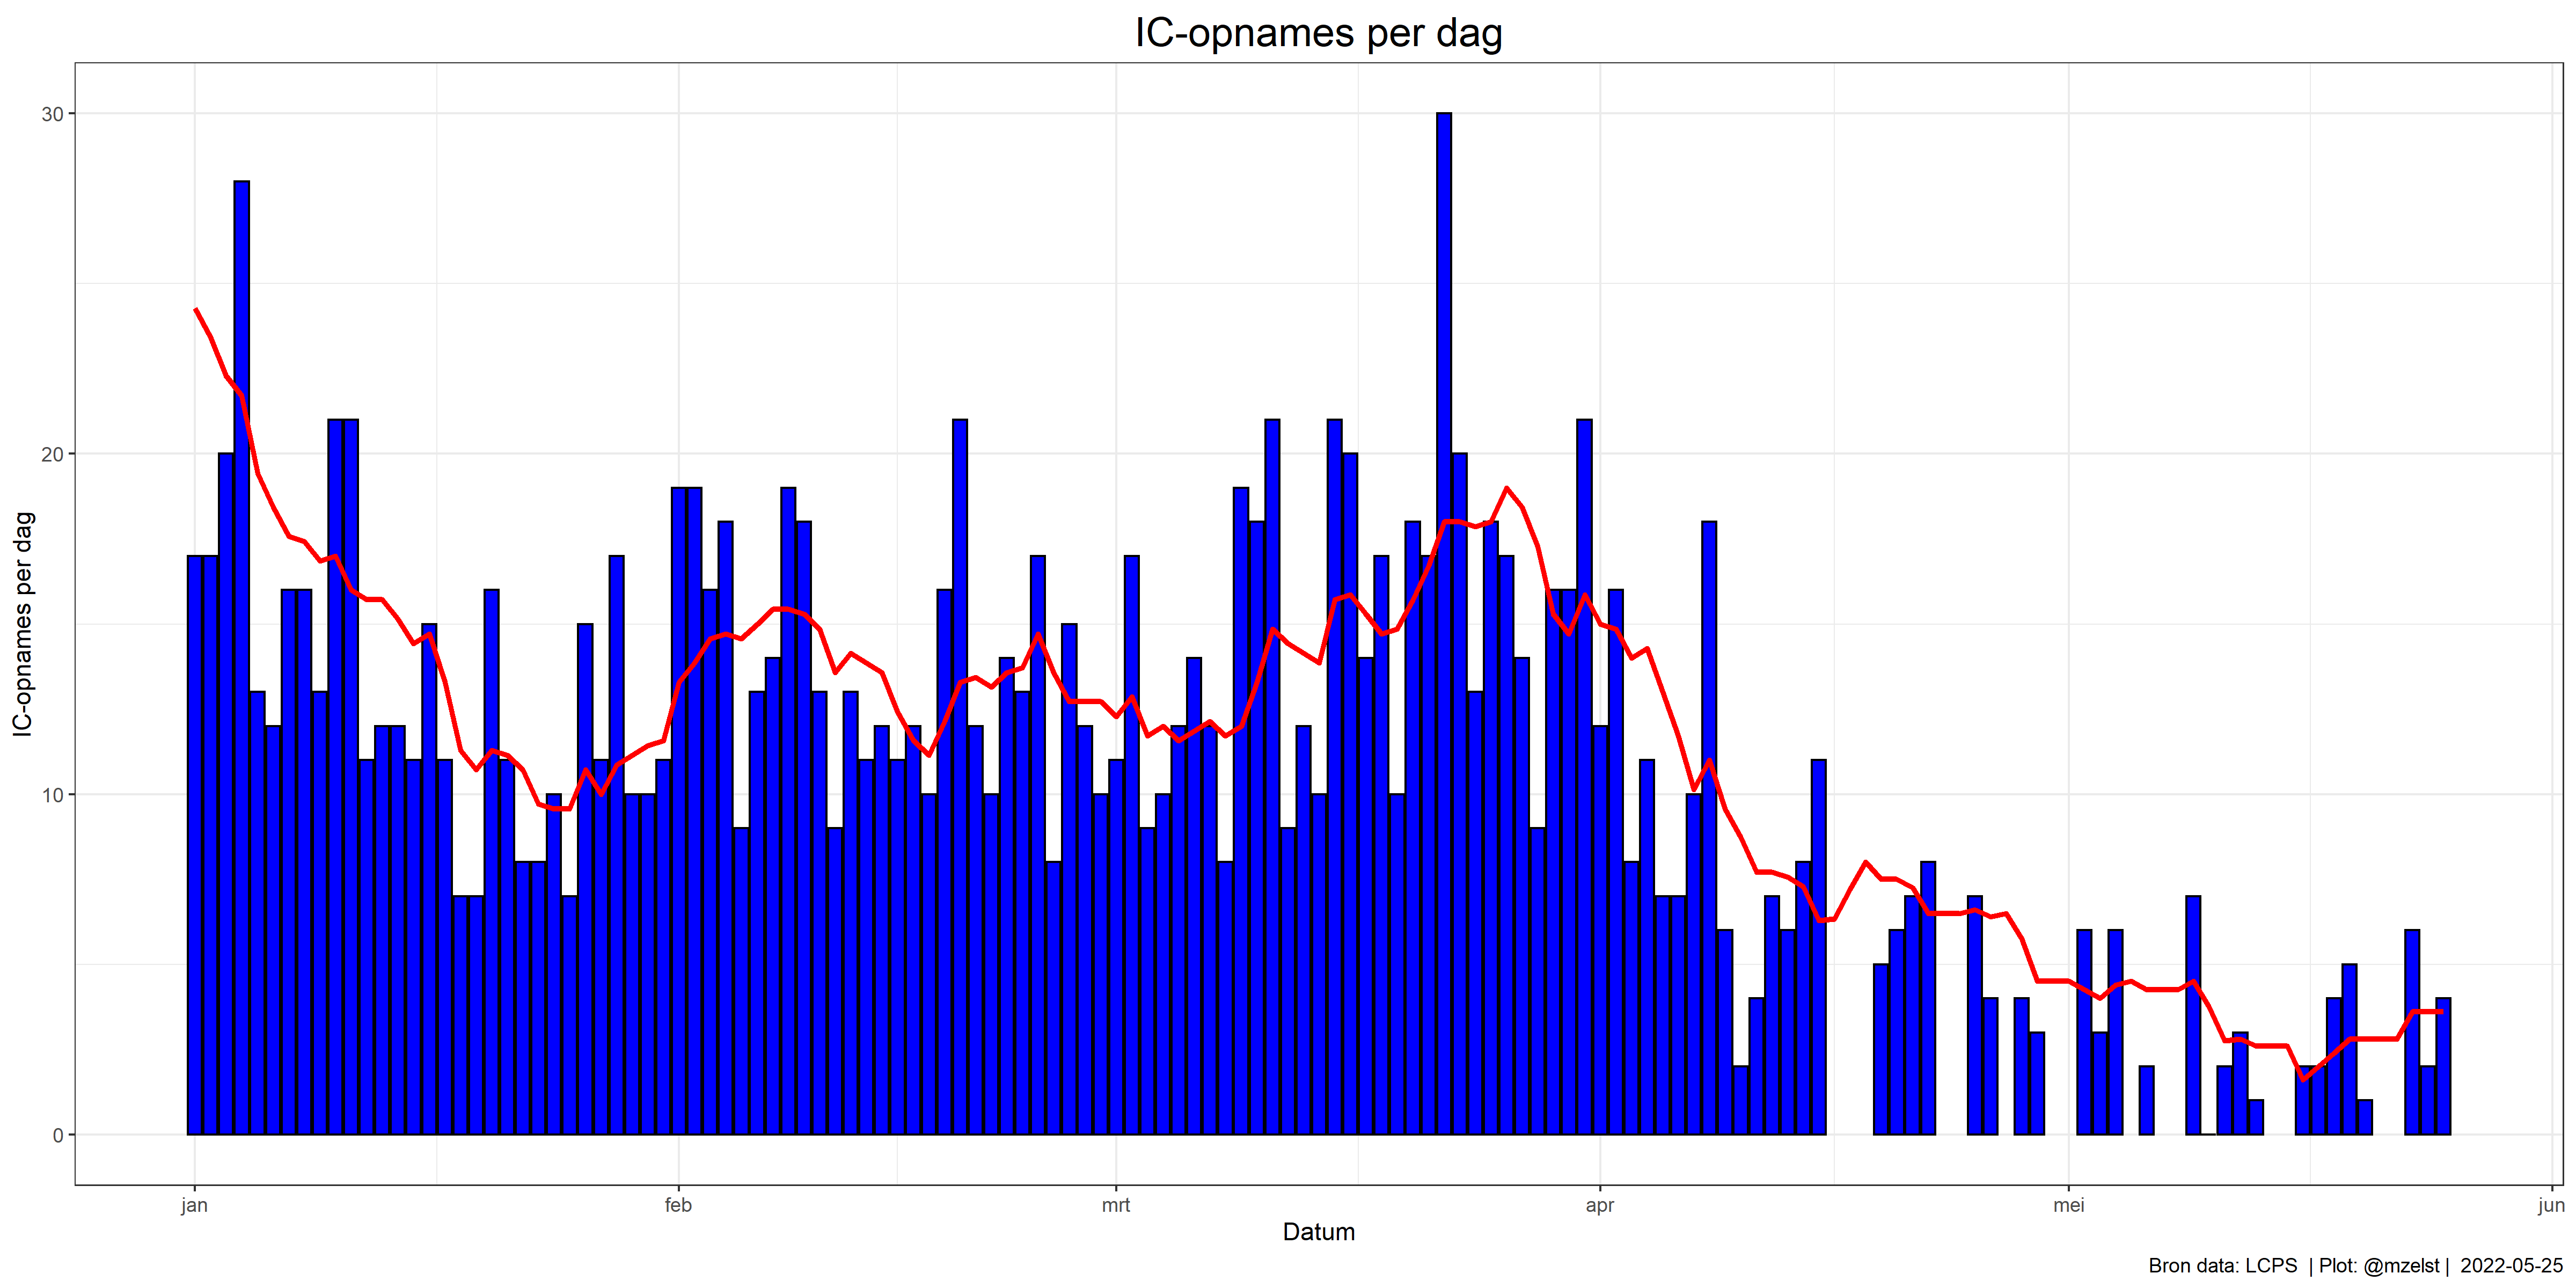 IC-opnames per dag
IC-opnames per dag
30
20
10
0
jan feb mrt apr mei jun
Datum
Bron data: LCPS | Plot: @mzelst | 2022-05-25